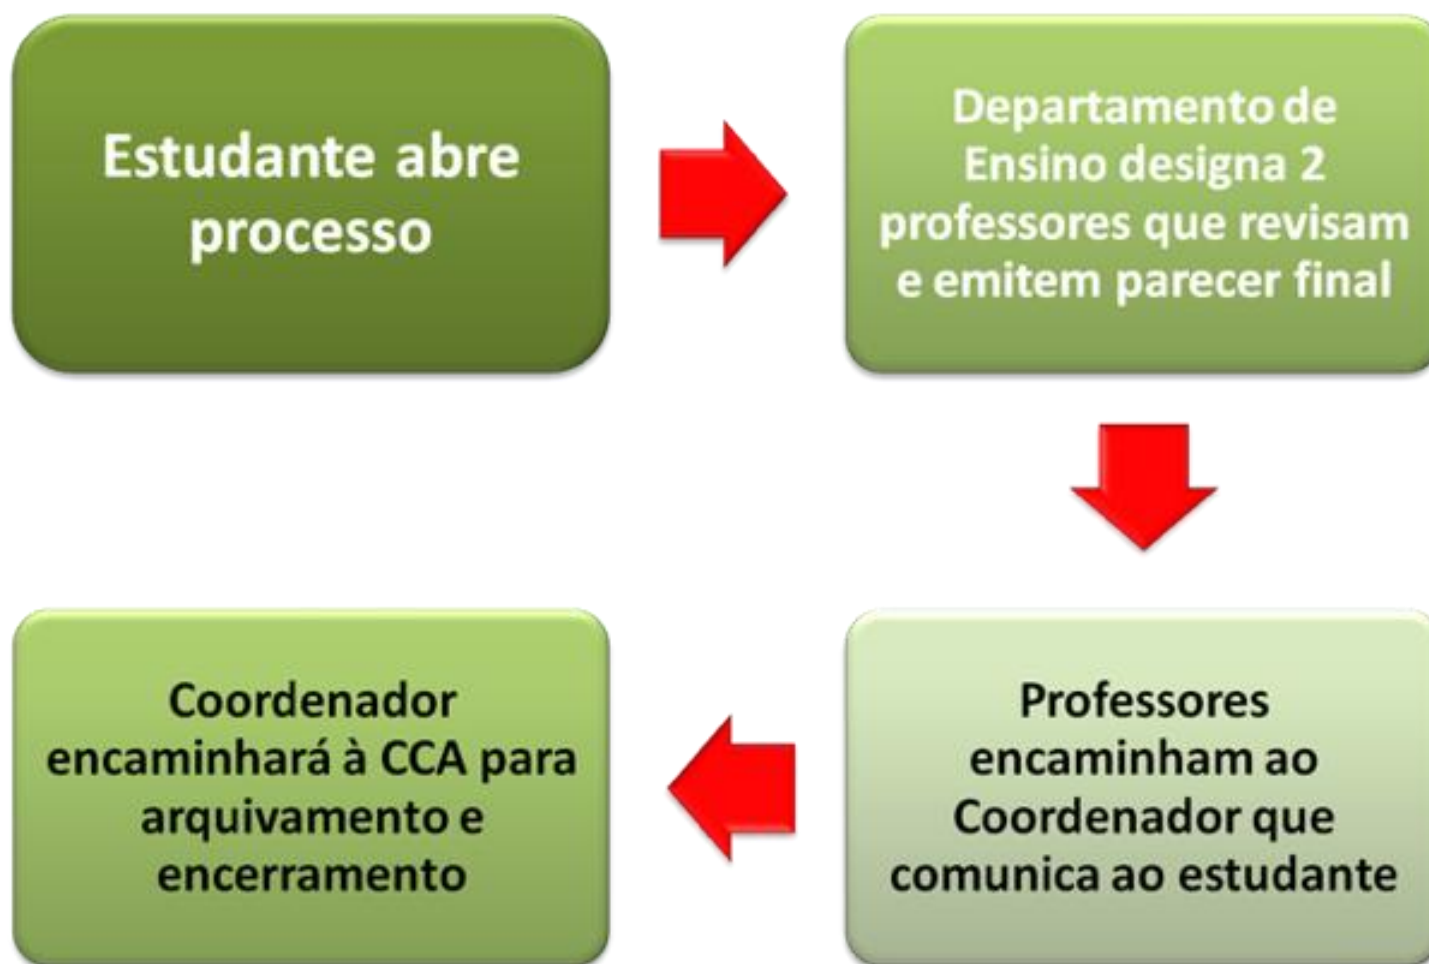 Estudante abre
processo
Departamento de
Ensino designa 2
professores que revisam
e emitem parecer final
Professores
encaminham ao
Coordenador que
comunica ao estudante
Coordenador
encaminhará à CCA para
arquivamento e
encerramento